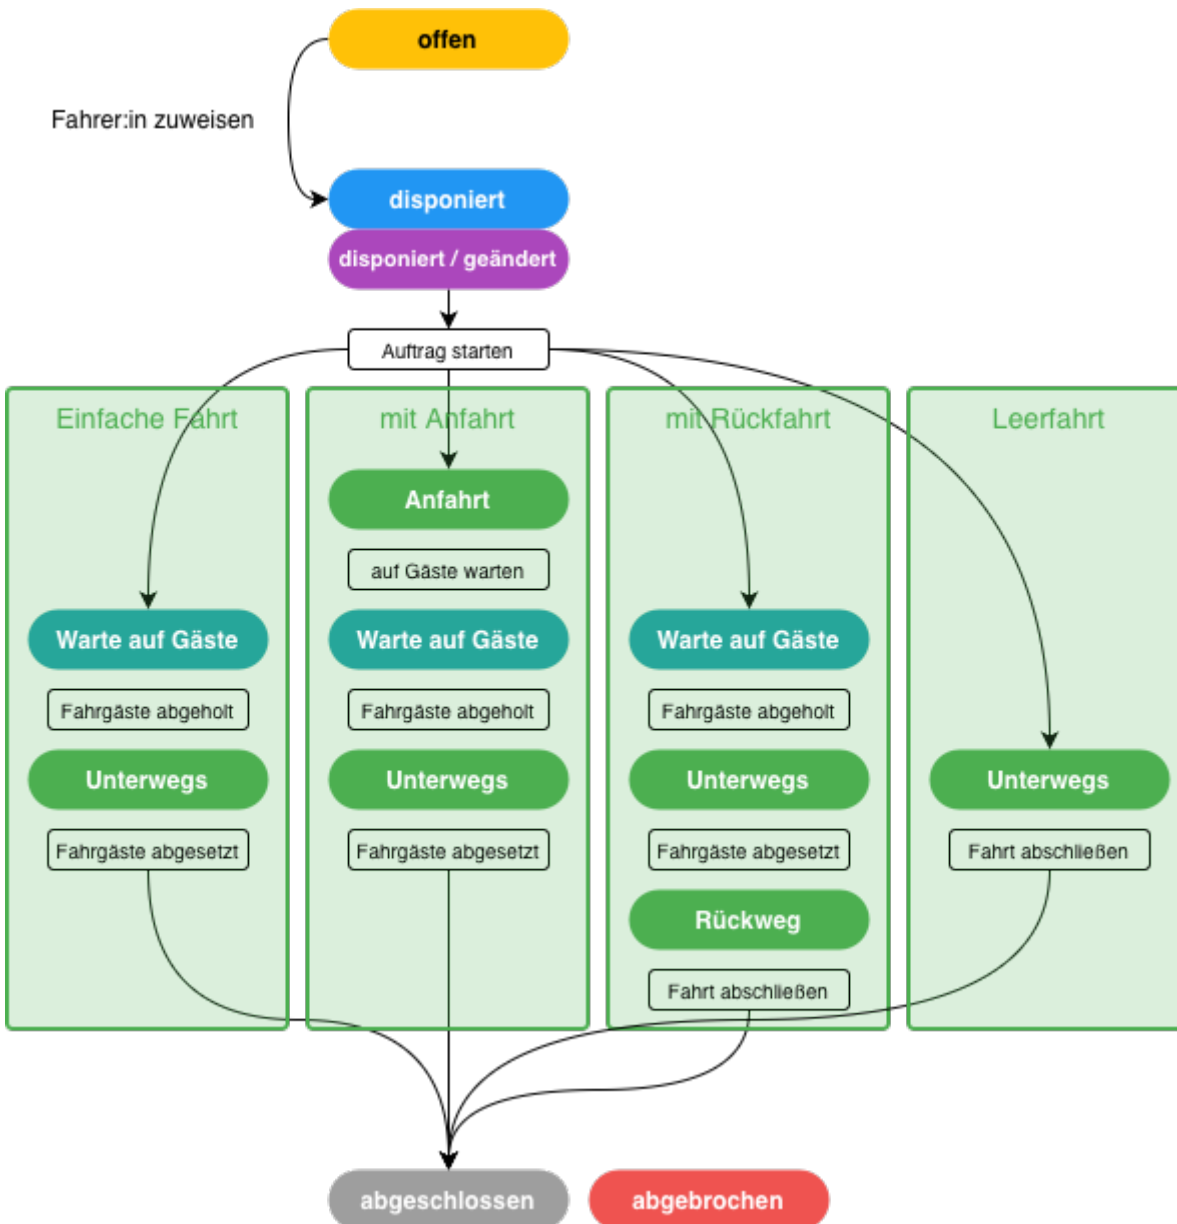 offen
Fahrer:in zuweisen
disponiert
disponiert / geändert
Auftrag starten
Einfache Fahrt
mit Anfahrt
mit Rückfahrt
Leerfahrt
Anfahrt
auf Gäste warten
Warte auf Gäste
Warte auf Gäste
Warte auf Gäste
Fahrgäste abgeholt
Fahrgäste abgeholt
Fahrgäste abgeholt
Unterwegs
Unterwegs
Unterwegs
Unterwegs
Fahrgäste abgesetzt
Fahrgäste abgesetzt
Fahrgäste abgesetzt
Fahrt abschließen
Rückweg
Fahrt abschließen
abgeschlossen
abgebrochen